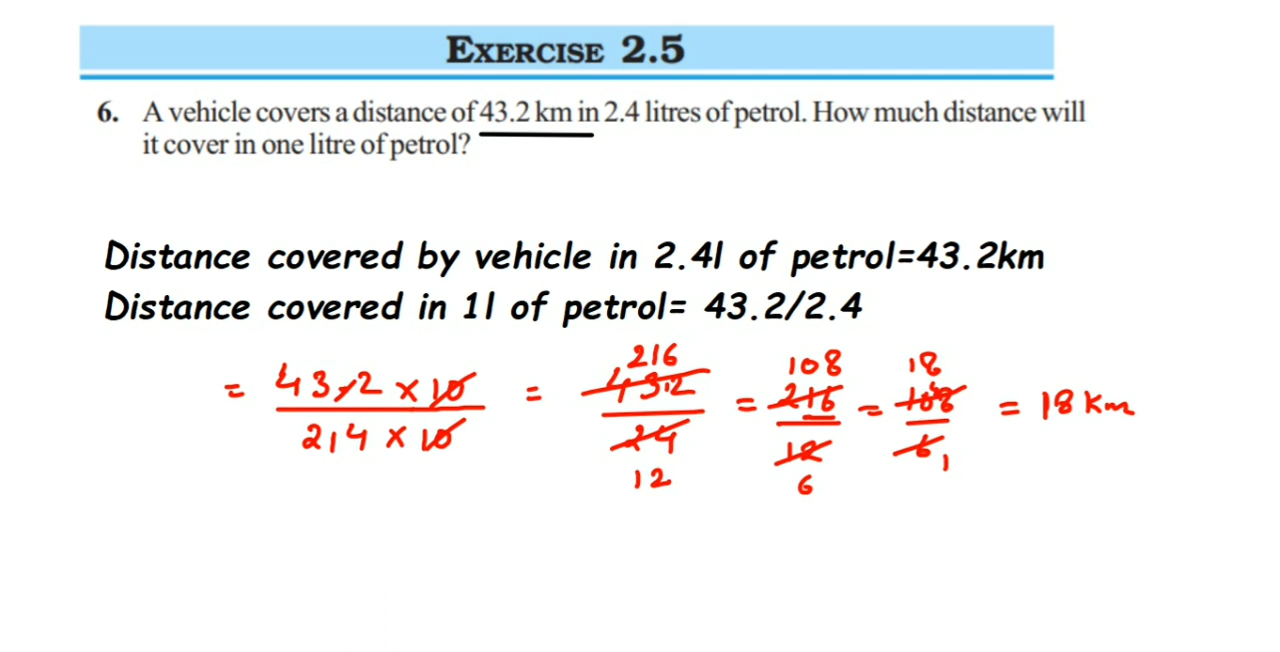 EXERCISE 2.5
6. A vehicle covers a distance of 43.2 km in 2.4 litres of petrol. How much distance will
it cover in one litre of petrol?
Distance covered by vehicle in 2.4l of petrol=43.2km
Distance covered in 1l of petrol= 43.2/2.4
216 108 18
= 43.2 x 10 = 432 = 216 = 108 = 18 km
2.4 x 10 24 12 6 1
12 6